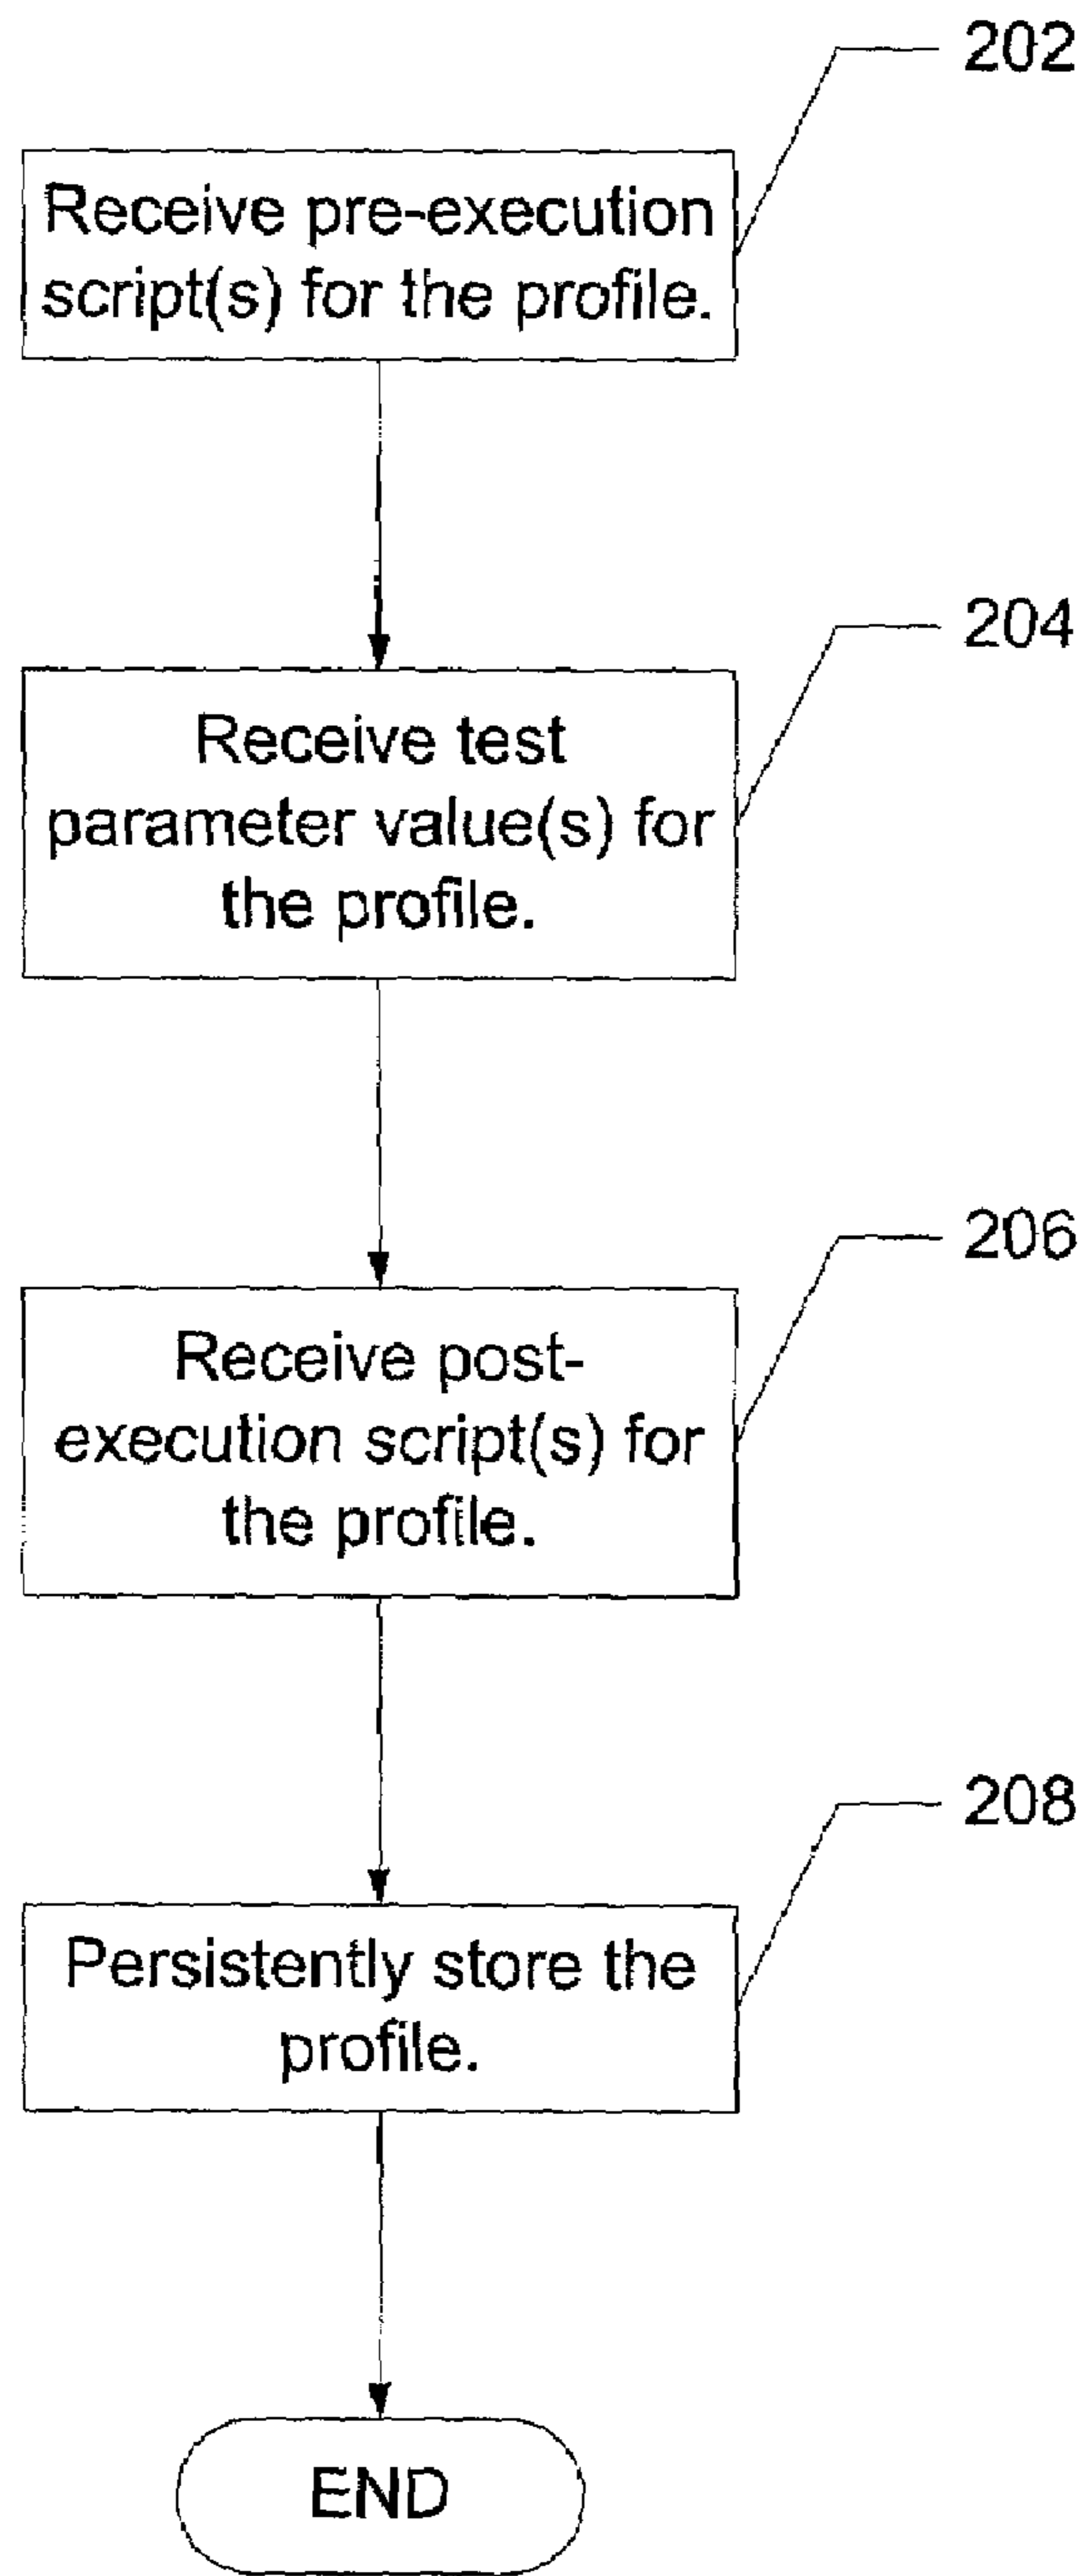 202
Receive pre-execution
script(s) for the profile.
204
Receive test
parameter value(s) for
the profile.
206
Receive post-
execution script(s) for
the profile.
208
Persistently store the
profile.
END